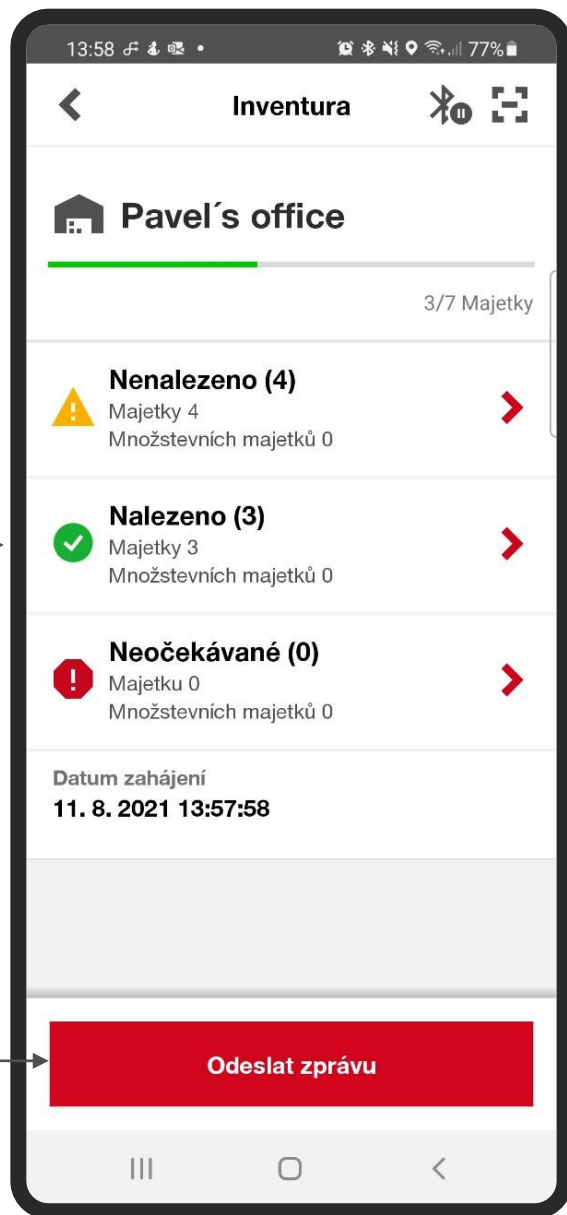 13:58 77%
Inventura
Pavel´s office
3/7 Majetky
Nenalezeno (4)
Majetky 4
Množstevních majetků 0
Nalezeno (3)
Majetky 3
Množstevních majetků 0
Neočekávané (0)
Majetku 0
Množstevních majetků 0
Datum zahájení
11. 8. 2021 13:57:58
Odeslat zprávu